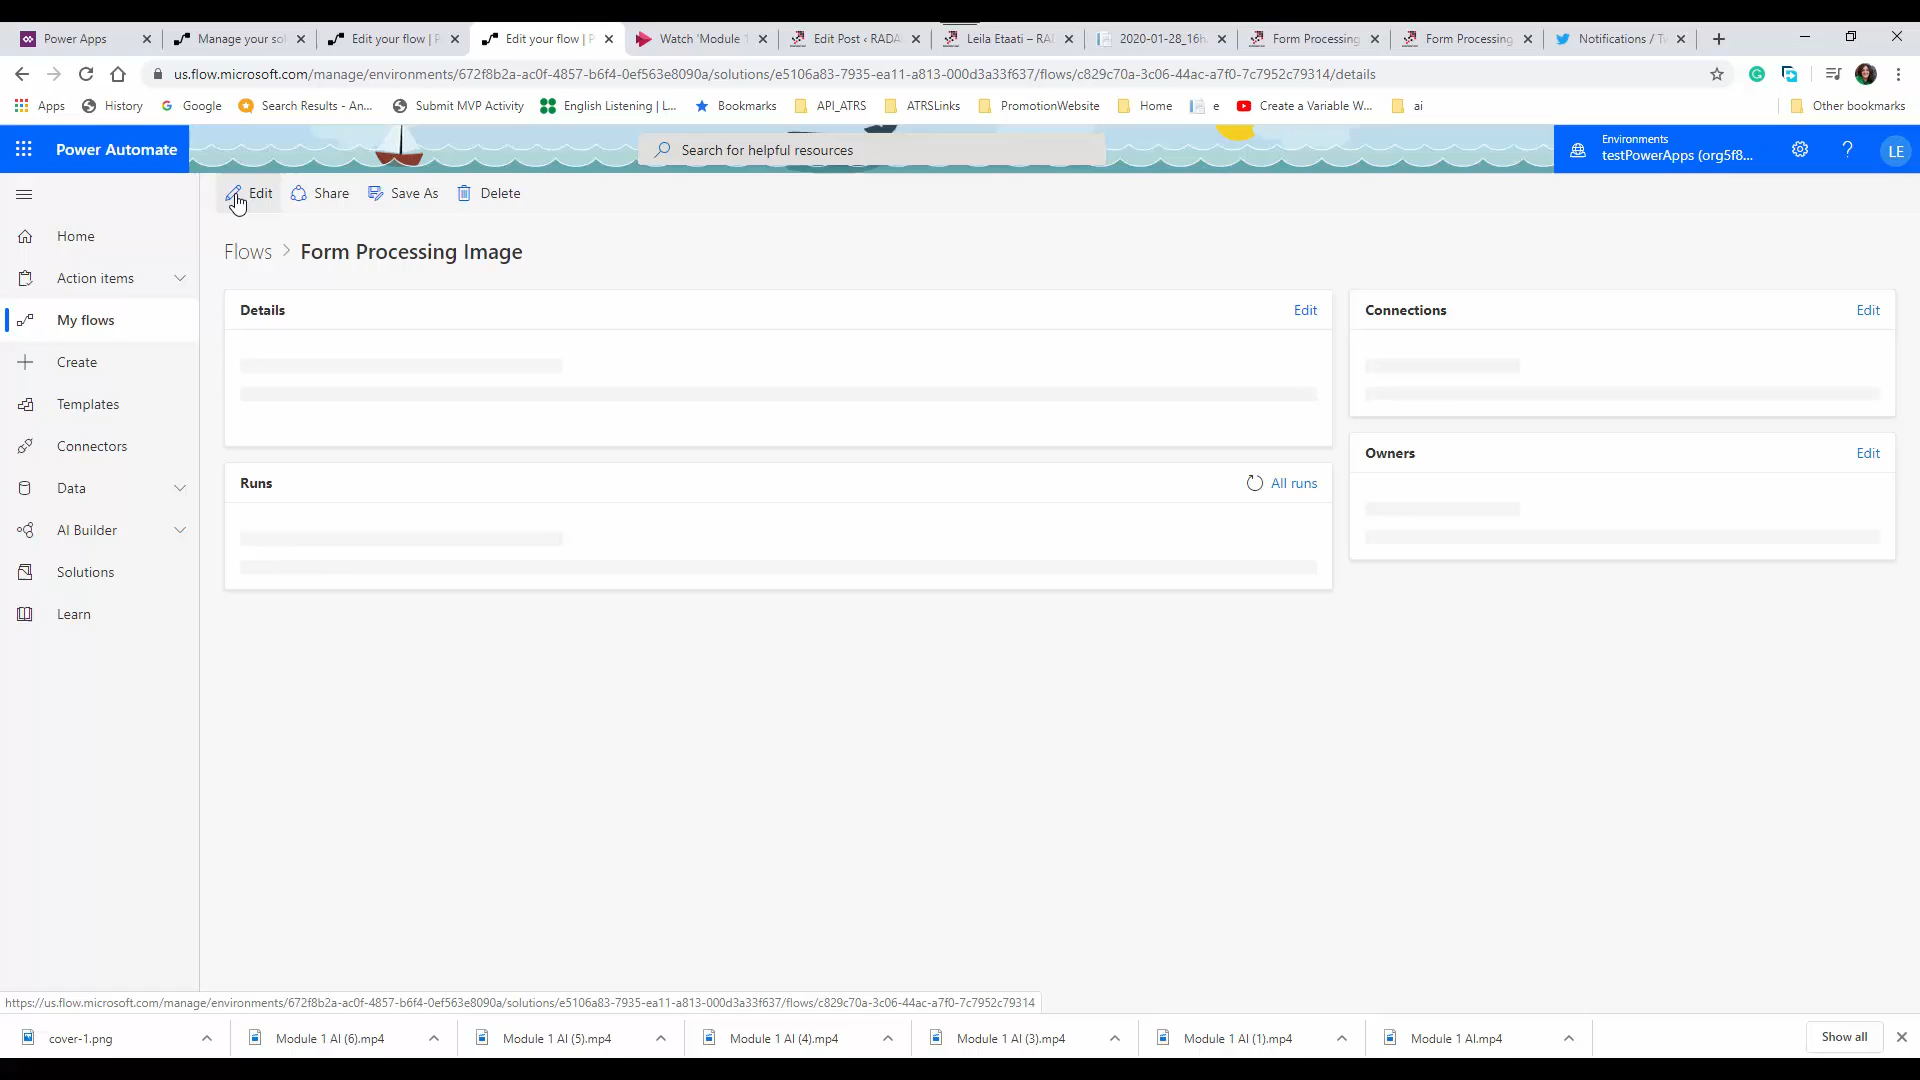 Power Apps
Manage your so
Edit your flow | P
Edit your flow | P
Watch 'Module 1
Edit Post ‹ RADA
Leila Etaati – RAD
2020-01-28_16h
Form Processing
Form Processing
Notifications / Tw
us.flow.microsoft.com/manage/environments/672f8b2a-ac0f-4857-b6f4-0ef563e8090a/solutions/e5106a83-7935-ea11-a813-000d3a33f637/flows/c829c70a-3c06-44ac-a7f0-7c7952c79314/details
Apps
History
Google
Search Results - An...
Submit MVP Activity
English Listening | L...
Bookmarks
API_ATRS
ATRSLinks
PromotionWebsite
Home
e
Create a Variable W...
ai
Other bookmarks
Power Automate
Search for helpful resources
Environments
testPowerApps (org5f8...
LE
Edit
Share
Save As
Delete
Home
Action items
My flows
Create
Templates
Connectors
Data
AI Builder
Solutions
Learn
Flows > Form Processing Image
Details
Edit
Connections
Edit
Runs
All runs
Owners
Edit
https://us.flow.microsoft.com/manage/environments/672f8b2a-ac0f-4857-b6f4-0ef563e8090a/solutions/e5106a83-7935-ea11-a813-000d3a33f637/flows/c829c70a-3c06-44ac-a7f0-7c7952c79314
cover-1.png
Module 1 AI (6).mp4
Module 1 AI (5).mp4
Module 1 AI (4).mp4
Module 1 AI (3).mp4
Module 1 AI (1).mp4
Module 1 AI.mp4
Show all